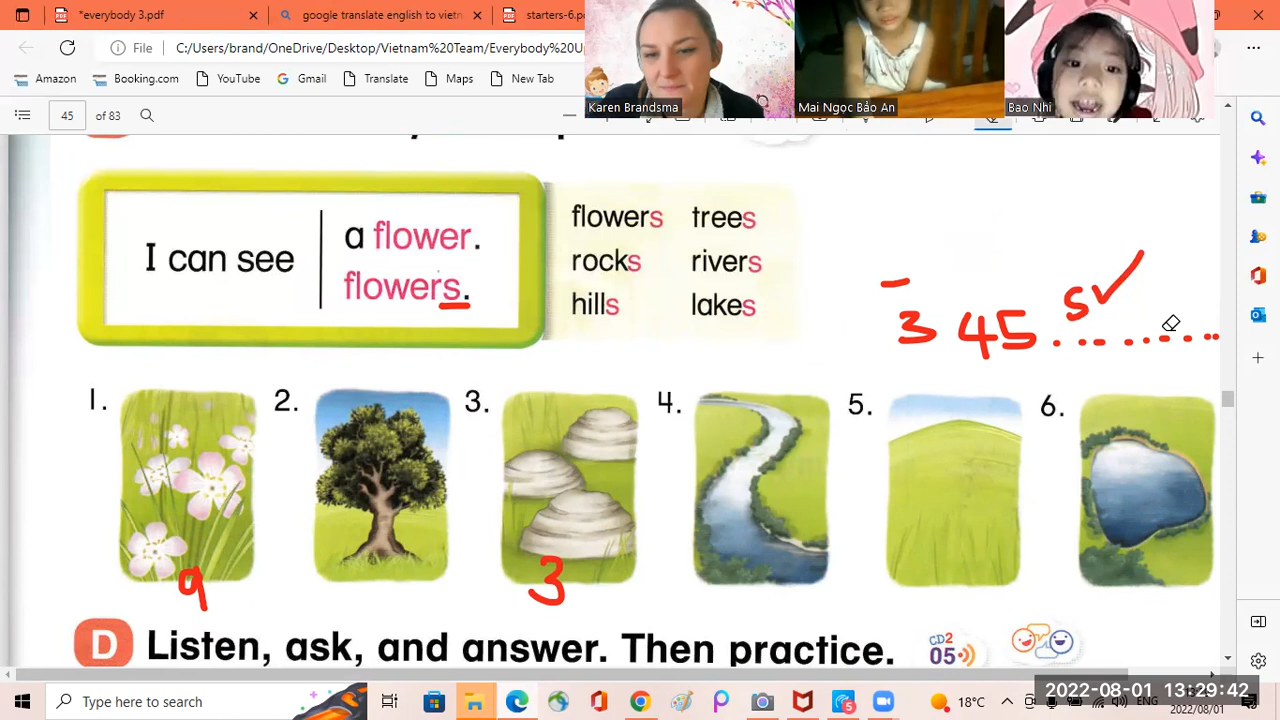 "everybody 3.pd
google translate english to vietn
starters-6.pd
File
C:/Users/brand/OneDrive/Desktop/Vietnam Team/Everybody%20Up
Amazon
Booking.com
YouTube
Gmail
Translate
Maps
New Tab
45 of 83
Karen Brandsma
Mai Ngọc Bảo An
Bao Nhi
I can see
a flower.
flowers.
flowers trees
rocks rivers
hills lakes
s✓
3 45 ...........
1. 2. 3. 4. 5. 6.
9
3
D Listen, ask, and answer. Then practice.
CD2
05
Type here to search
5
18°C
ENG
2022-08-01 13:29:42
2022/08/01